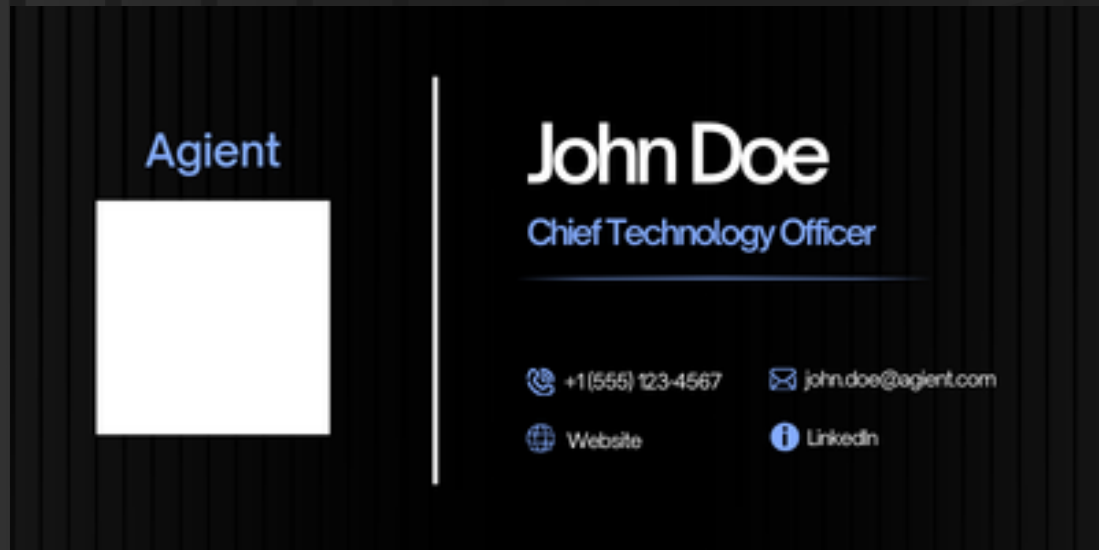 Agient
John Doe
Chief Technology Officer
+1 (555) 123-4567
john.doe@agient.com
Website
LinkedIn